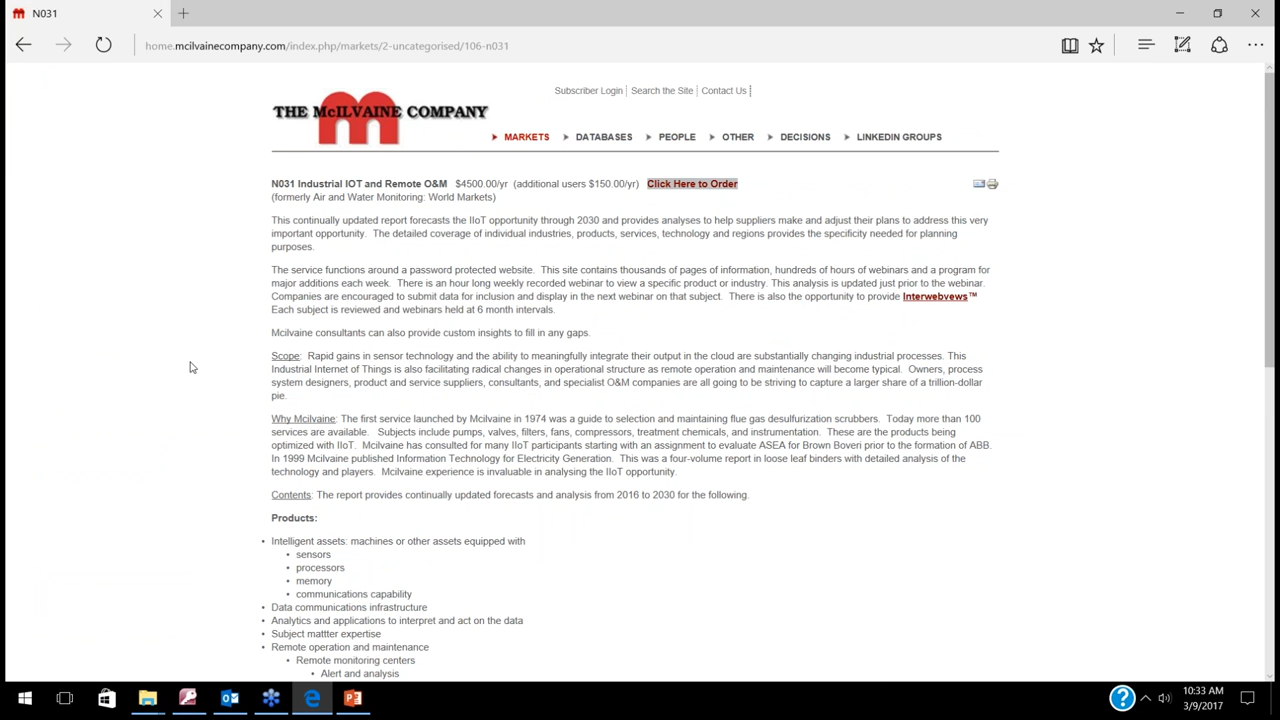 N031
home.mcilvainecompany.com/index.php/markets/2-uncategorised/106-n031
Subscriber Login | Search the Site | Contact Us
THE McILVAINE COMPANY
MARKETS DATABASES PEOPLE OTHER DECISIONS LINKEDIN GROUPS
N031 Industrial IOT and Remote O&M $4500.00/yr (additional users $150.00/yr) Click Here to Order
(formerly Air and Water Monitoring: World Markets)
This continually updated report forecasts the IIoT opportunity through 2030 and provides analyses to help suppliers make and adjust their plans to address this very
important opportunity. The detailed coverage of individual industries, products, services, technology and regions provides the specificity needed for planning
purposes.
The service functions around a password protected website. This site contains thousands of pages of information, hundreds of hours of webinars and a program for
major additions each week. There is an hour long weekly recorded webinar to view a specific product or industry. This analysis is updated just prior to the webinar.
Companies are encouraged to submit data for inclusion and display in the next webinar on that subject. There is also the opportunity to provide Interwebvews™
Each subject is reviewed and webinars held at 6 month intervals.
Mcilvaine consultants can also provide custom insights to fill in any gaps.
Scope: Rapid gains in sensor technology and the ability to meaningfully integrate their output in the cloud are substantially changing industrial processes. This
Industrial Internet of Things is also facilitating radical changes in operational structure as remote operation and maintenance will become typical. Owners, process
system designers, product and service suppliers, consultants, and specialist O&M companies are all going to be striving to capture a larger share of a trillion-dollar
pie.
Why Mcilvaine: The first service launched by Mcilvaine in 1974 was a guide to selection and maintaining flue gas desulfurization scrubbers. Today more than 100
services are available. Subjects include pumps, valves, filters, fans, compressors, treatment chemicals, and instrumentation. These are the products being
optimized with IIoT. Mcilvaine has consulted for many IIoT participants starting with an assignment to evaluate ASEA for Brown Boveri prior to the formation of ABB.
In 1999 Mcilvaine published Information Technology for Electricity Generation. This was a four-volume report in loose leaf binders with detailed analysis of the
technology and players. Mcilvaine experience is invaluable in analysing the IIoT opportunity.
Contents: The report provides continually updated forecasts and analysis from 2016 to 2030 for the following.
Products:
• Intelligent assets: machines or other assets equipped with
• sensors
• processors
• memory
• communications capability
• Data communications infrastructure
• Analytics and applications to interpret and act on the data
• Subject mattter expertise
• Remote operation and maintenance
• Remote monitoring centers
• Alert and analysis
10:33 AM
3/9/2017